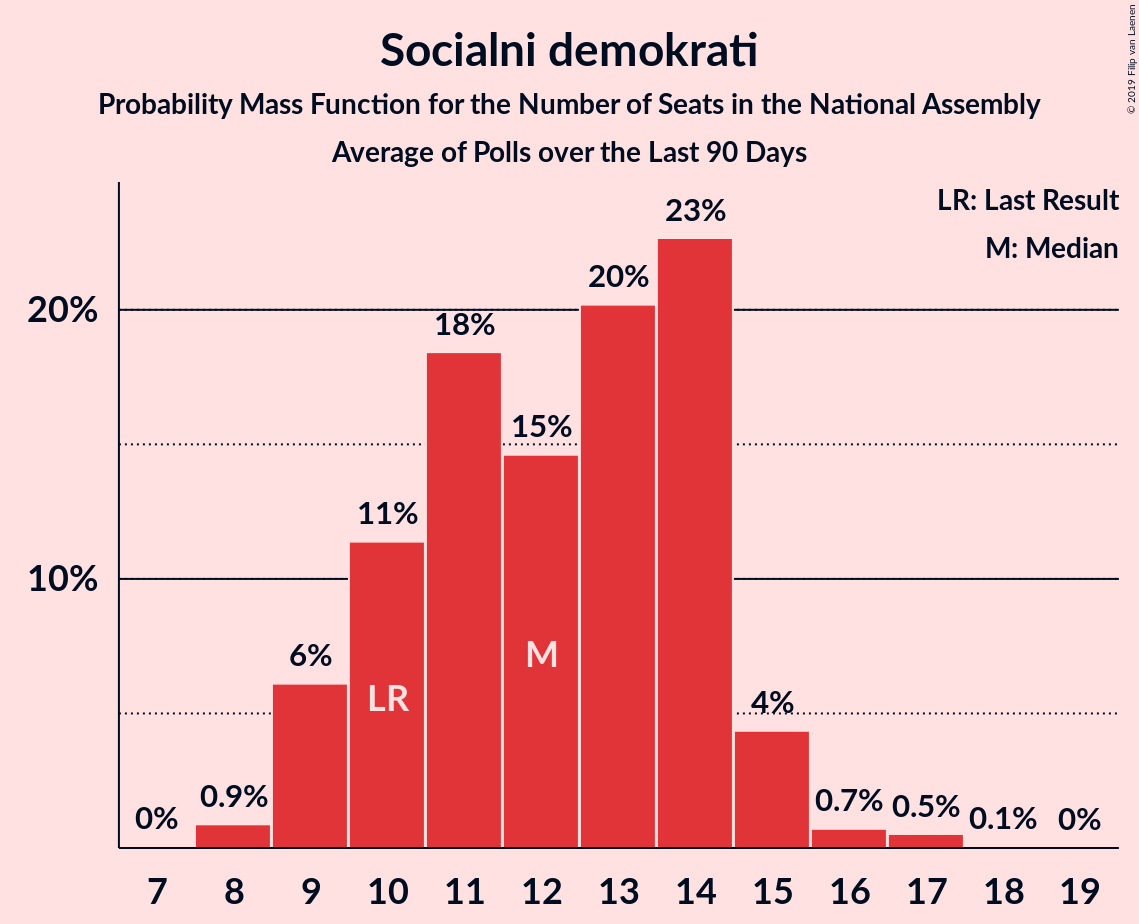 Socialni demokrati
Probability Mass Function for the Number of Seats in the National Assembly
Average of Polls over the Last 90 Days
© 2019 Filip van Laenen
LR: Last Result
M: Median
23%
20%
20%
18%
15%
11%
10%
6%
4%
0.9%
0.7%
0.5%
0.1%
0%
0%
LR
M
7 8 9 10 11 12 13 14 15 16 17 18 19